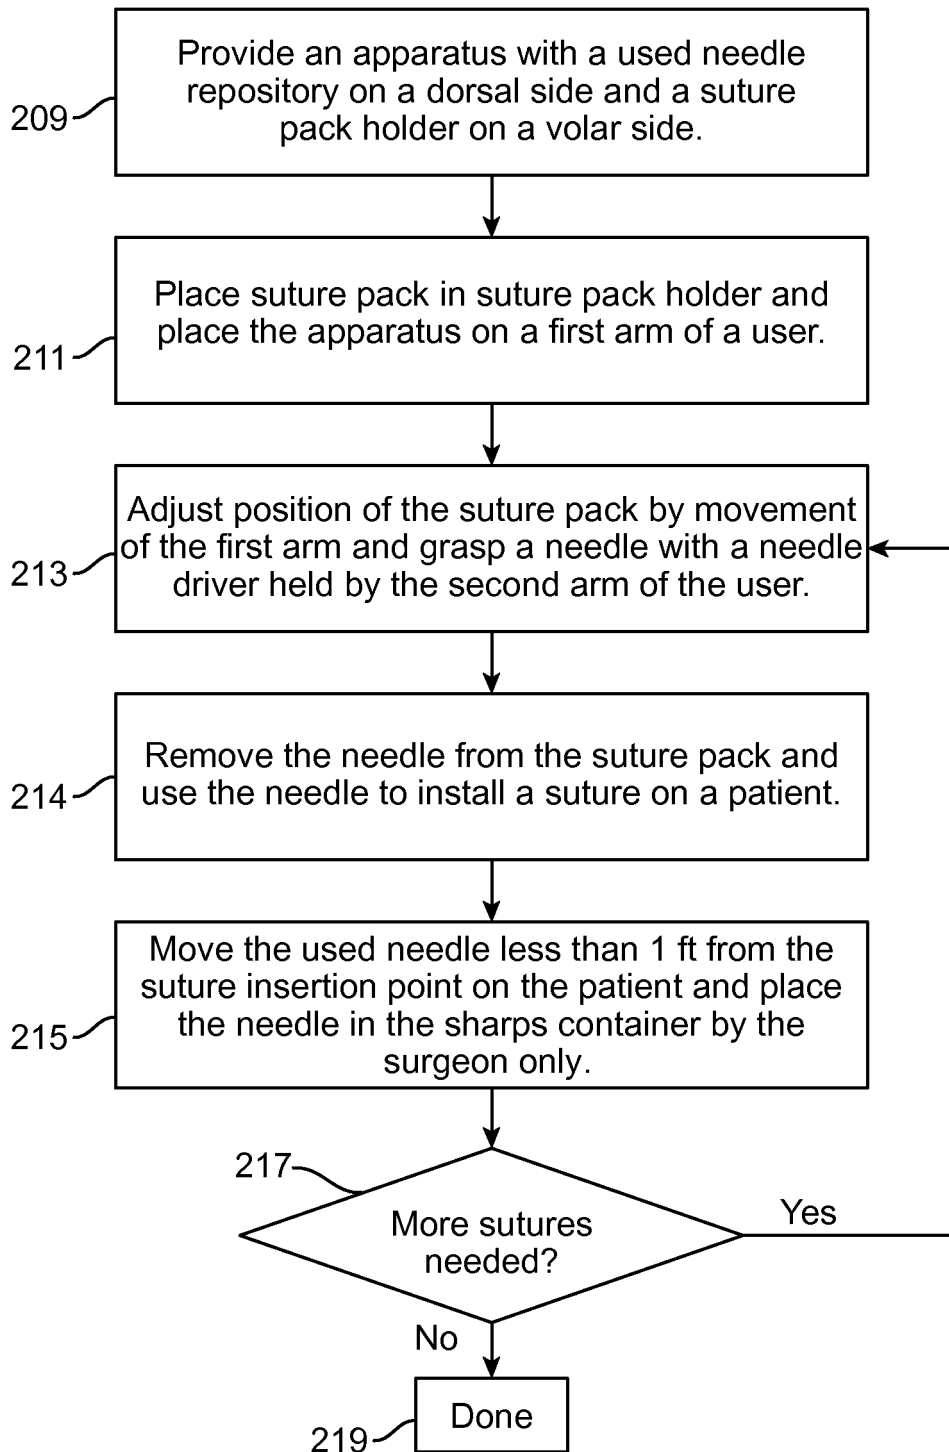 Provide an apparatus with a used needle
repository on a dorsal side and a suture
pack holder on a volar side.
209
Place suture pack in suture pack holder and
place the apparatus on a first arm of a user.
211
Adjust position of the suture pack by movement
of the first arm and grasp a needle with a needle
driver held by the second arm of the user.
213
Remove the needle from the suture pack and
use the needle to install a suture on a patient.
214
Move the used needle less than 1 ft from the
suture insertion point on the patient and place
the needle in the sharps container by the
surgeon only.
215
217
More sutures
needed?
Yes
No
Done
219